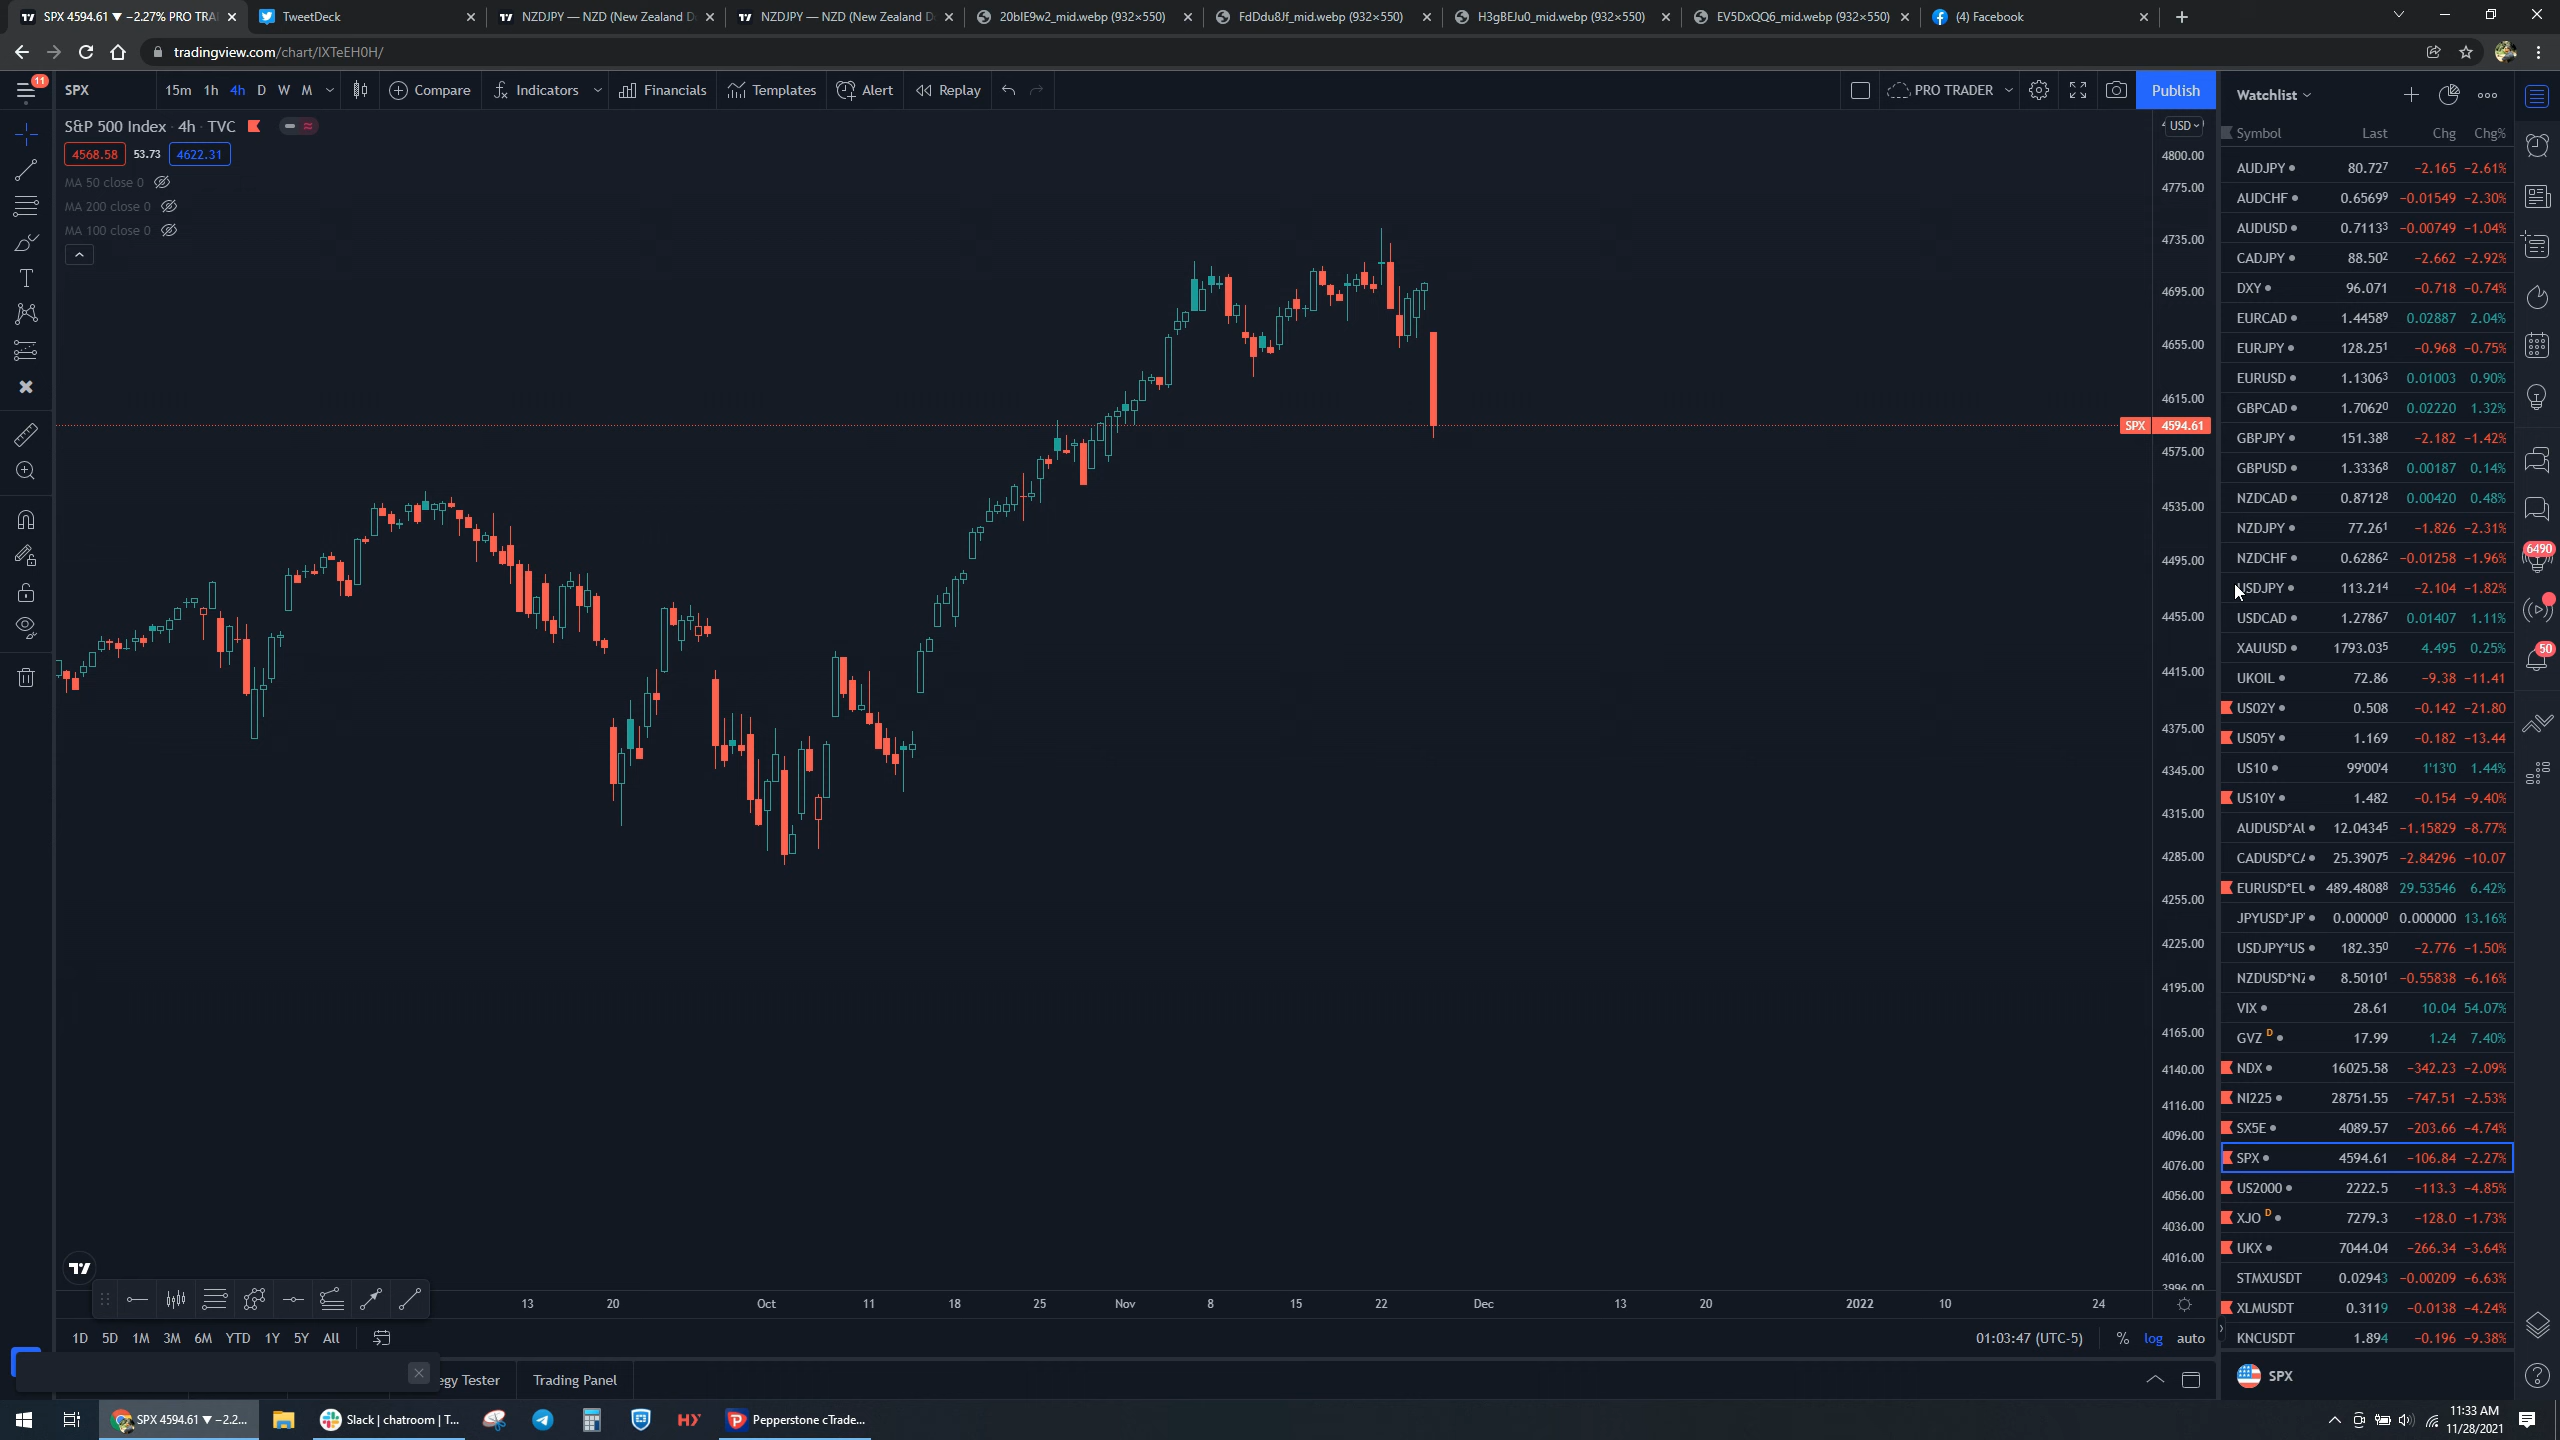 SPX 4594.61 ▼ −2.27% PRO TRA
TweetDeck
NZDJPY — NZD (New Zealand D
NZDJPY — NZD (New Zealand D
20bIE9w2_mid.webp (932×550)
FdDdu8Jf_mid.webp (932×550)
H3gBEJu0_mid.webp (932×550)
EV5DxQQ6_mid.webp (932×550)
(4) Facebook
tradingview.com/chart/IXTeEH0H/
11
SPX
15m 1h 4h D W M
Compare
Indicators
Financials
Templates
Alert
Replay
PRO TRADER
Publish
S&P 500 Index · 4h · TVC
4568.58 53.73 4622.31
MA 50 close 0
MA 200 close 0
MA 100 close 0
USD
4800.00
4775.00
4735.00
4695.00
4655.00
4615.00
SPX 4594.61
4575.00
4535.00
4495.00
4455.00
4415.00
4375.00
4345.00
4315.00
4285.00
4255.00
4225.00
4195.00
4165.00
4140.00
4116.00
4096.00
4076.00
4056.00
4036.00
4016.00
3996.00
13 20 Oct 11 18 25 Nov 8 15 22 Dec 13 20 2022 10 24
1D 5D 1M 3M 6M YTD 1Y 5Y All
01:03:47 (UTC-5) % log auto
egy Tester
Trading Panel
Watchlist
Symbol Last Chg Chg%
AUDJPY 80.727 −2.165 −2.61%
AUDCHF 0.65699 −0.01549 −2.30%
AUDUSD 0.71133 −0.00749 −1.04%
CADJPY 88.502 −2.662 −2.92%
DXY 96.071 −0.718 −0.74%
EURCAD 1.44589 0.02887 2.04%
EURJPY 128.251 −0.968 −0.75%
EURUSD 1.13063 0.01003 0.90%
GBPCAD 1.70620 0.02220 1.32%
GBPJPY 151.388 −2.182 −1.42%
GBPUSD 1.33368 0.00187 0.14%
NZDCAD 0.87128 0.00420 0.48%
NZDJPY 77.261 −1.826 −2.31%
NZDCHF 0.62862 −0.01258 −1.96%
USDJPY 113.214 −2.104 −1.82%
USDCAD 1.27867 0.01407 1.11%
XAUUSD 1793.035 4.495 0.25%
UKOIL 72.86 −9.38 −11.41
US02Y 0.508 −0.142 −21.80
US05Y 1.169 −0.182 −13.44
US10 99'00'4 1'13'0 1.44%
US10Y 1.482 −0.154 −9.40%
AUDUSD*AU 12.04345 −1.15829 −8.77%
CADUSD*CA 25.39075 −2.84296 −10.07
EURUSD*EU 489.48088 29.53546 6.42%
JPYUSD*JP 0.000000 0.000000 13.16%
USDJPY*US 182.350 −2.776 −1.50%
NZDUSD*NZ 8.50101 −0.55838 −6.16%
VIX 28.61 10.04 54.07%
GVZ D 17.99 1.24 7.40%
NDX 16025.58 −342.23 −2.09%
NI225 28751.55 −747.51 −2.53%
SX5E 4089.57 −203.66 −4.74%
SPX 4594.61 −106.84 −2.27%
US2000 2222.5 −113.3 −4.85%
XJO D 7279.3 −128.0 −1.73%
UKX 7044.04 −266.34 −3.64%
STMXUSDT 0.02943 −0.00209 −6.63%
XLMUSDT 0.3119 −0.0138 −4.24%
KNCUSDT 1.894 −0.196 −9.38%
SPX
6490
50
SPX 4594.61 ▼ −2.2...
Slack | chatroom | T...
HY
Pepperstone cTrade...
11:33 AM
11/28/2021